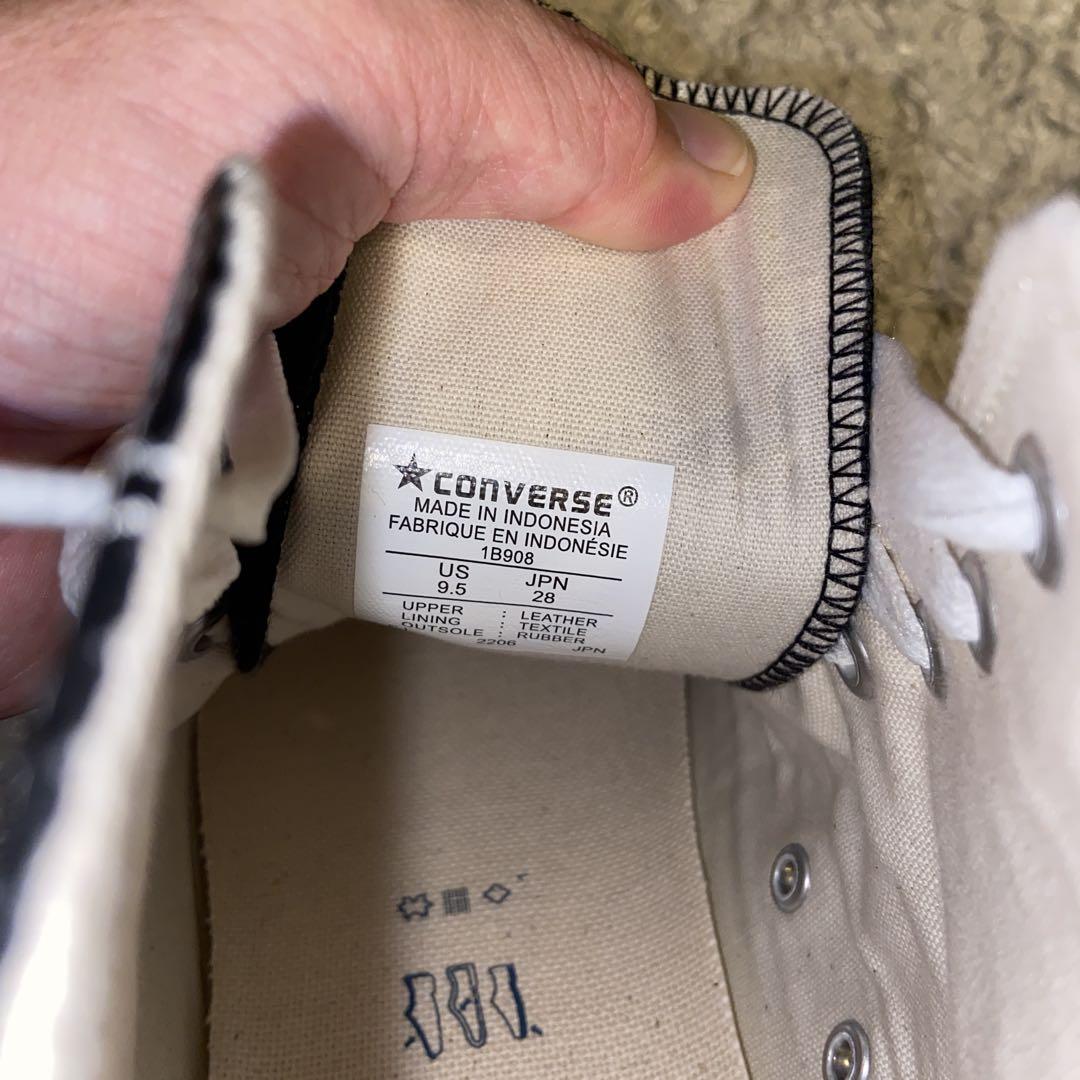 ★CONVERSE®
MADE IN INDONESIA
FABRIQUE EN INDONÉSIE
1B908
US JPN
9.5 28
UPPER : LEATHER
LINING : TEXTILE
OUTSOLE : RUBBER
2206 JPN